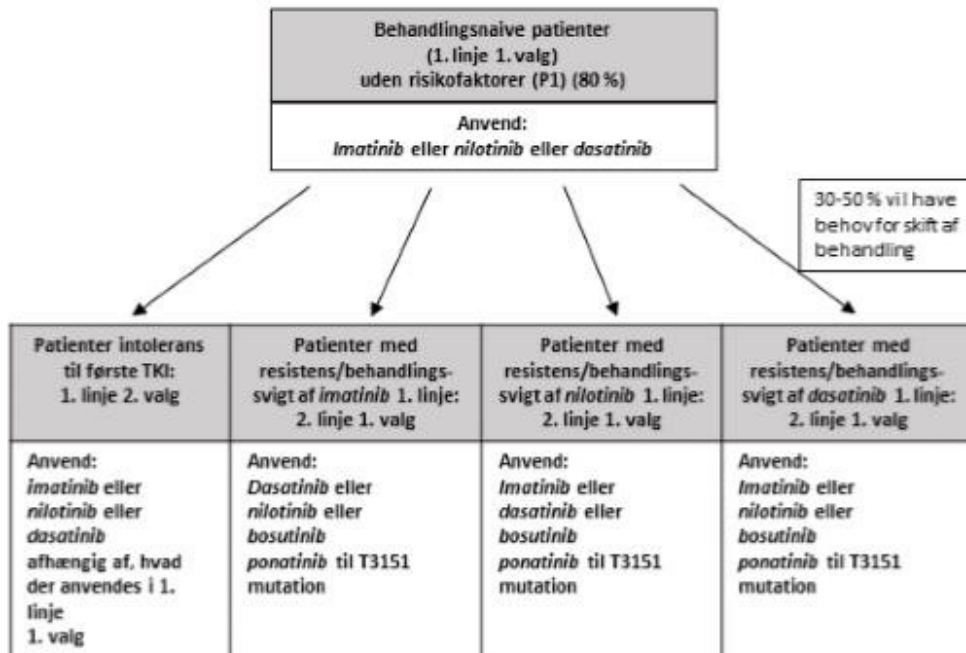 Behandlingsnaive patienter
(1. linje 1. valg)
uden risikofaktorer (P1) (80 %)
Anvend:
Imatinib eller nilotinib eller dasatinib
30-50 % vil have
behov for skift af
behandling
Patienter intolerans
til første TKI:
1. linje 2. valg
Anvend:
imatinib eller
nilotinib eller
dasatinib
afhængig af, hvad
der anvendes i 1.
linje
1. valg
Patienter med
resistens/behandlings-
svigt af imatinib 1. linje:
2. linje 1. valg
Anvend:
Dasatinib eller
nilotinib eller
bosutinib
ponatinib til T3151
mutation
Patienter med
resistens/behandlings-
svigt af nilotinib 1. linje:
2. linje 1. valg
Anvend:
Imatinib eller
dasatinib eller
bosutinib
ponatinib til T3151
mutation
Patienter med
resistens/behandlings-
svigt af dasatinib 1. linje:
2. linje 1. valg
Anvend:
Imatinib eller
nilotinib eller
bosutinib
ponatinib til T3151
mutation